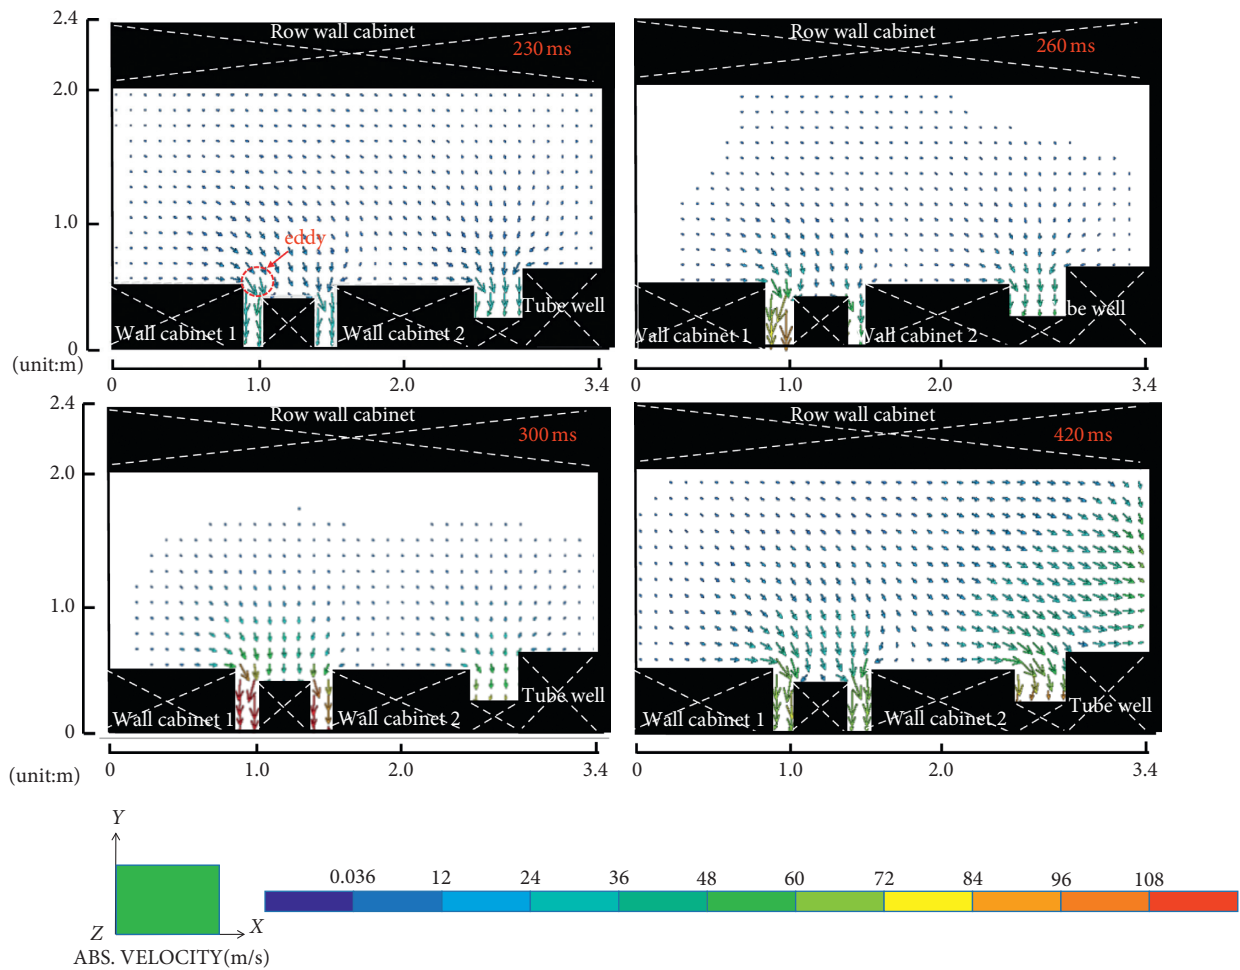 2.4
Row wall cabinet
230 ms
2.0
1.0
eddy
Wall cabinet 1
Wall cabinet 2
Tube well
0
(unit:m)
0 1.0 2.0 3.4
Row wall cabinet
260 ms
Wall cabinet 1
Wall cabinet 2
be well
0 1.0 2.0 3.4
2.4
Row wall cabinet
300 ms
2.0
1.0
Wall cabinet 1
Wall cabinet 2
Tube well
0
(unit:m)
0 1.0 2.0 3.4
Row wall cabinet
420 ms
Wall cabinet 1
Wall cabinet 2
Tube well
0 1.0 2.0 3.4
Y
Z
X
ABS. VELOCITY(m/s)
0.036 12 24 36 48 60 72 84 96 108